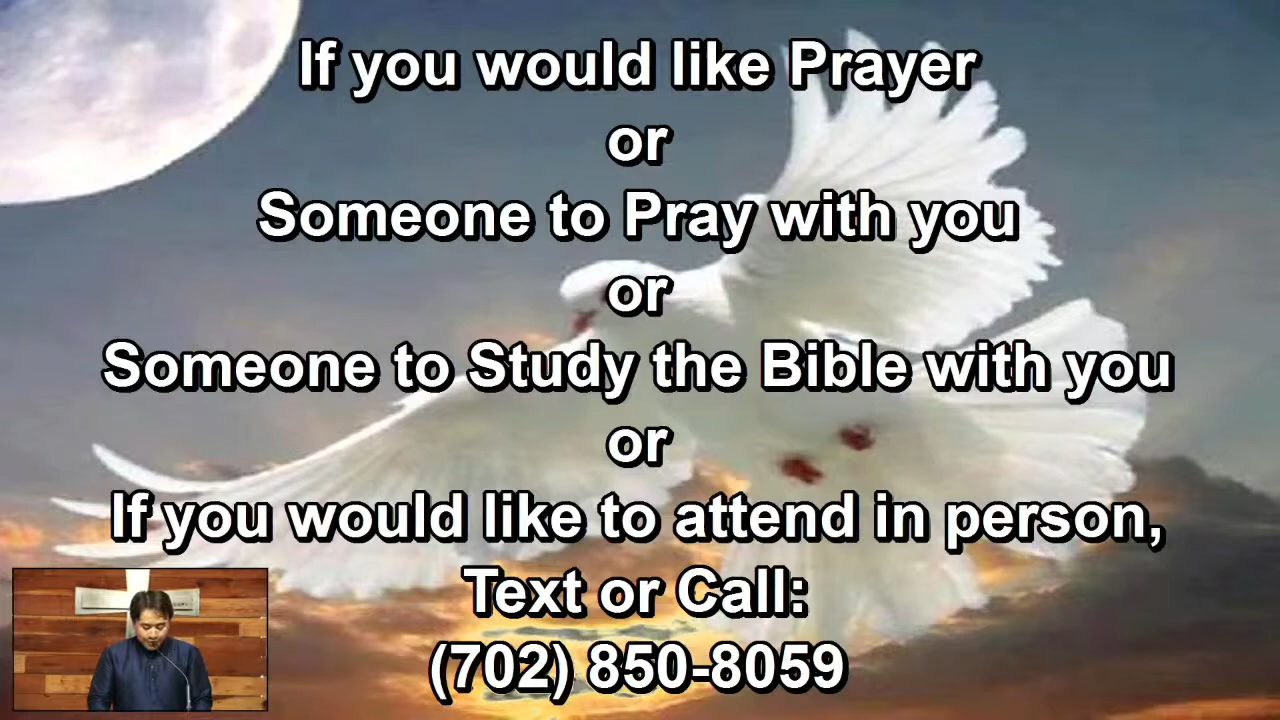 If you would like Prayer
or
Someone to Pray with you
or
Someone to Study the Bible with you
or
If you would like to attend in person,
Text or Call:
(702) 850-8059